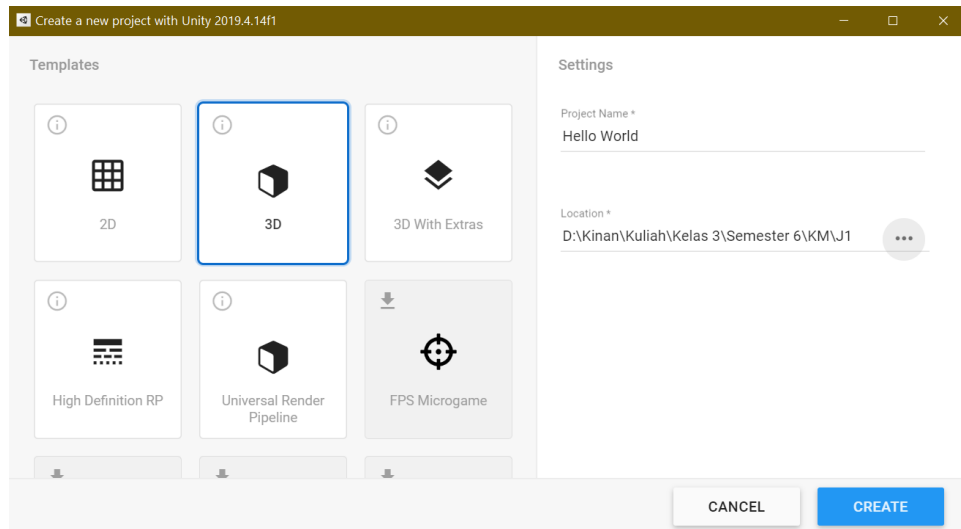 Create a new project with Unity 2019.4.14f1
Templates
Settings
2D
3D
3D With Extras
High Definition RP
Universal Render
Pipeline
FPS Microgame
Project Name *
Hello World
Location *
D:\Kinan\Kuliah\Kelas 3\Semester 6\KM\J1
CANCEL
CREATE